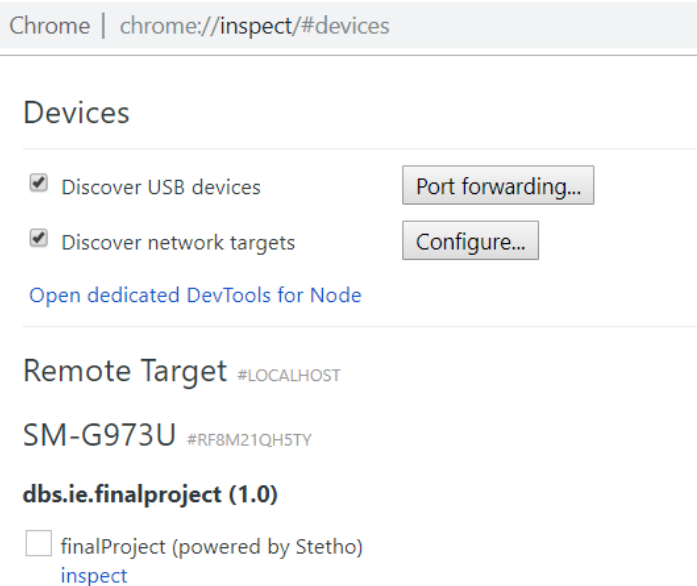 Chrome | chrome://inspect/#devices
Devices
Discover USB devices Port forwarding...
Discover network targets Configure...
Open dedicated DevTools for Node
Remote Target #LOCALHOST
SM-G973U #RF8M21QH5TY
dbs.ie.finalproject (1.0)
finalProject (powered by Stetho)
inspect